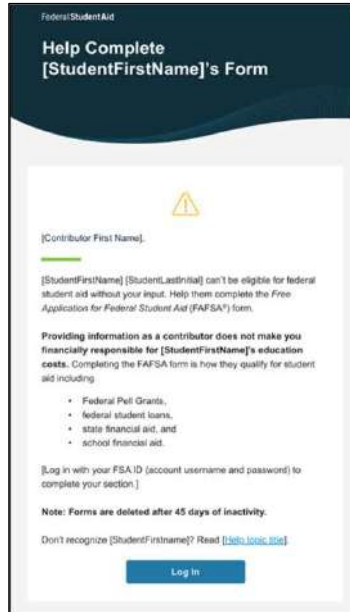 Federal Student Aid
Help Complete
[StudentFirstName]'s Form
[Contributor First Name],
[StudentFirstName] [StudentLastInitial] can't be eligible for federal
student aid without your input. Help them complete the Free
Application for Federal Student Aid (FAFSA®) form.
Providing information as a contributor does not make you
financially responsible for [StudentFirstName]'s education
costs. Completing the FAFSA form is how they qualify for student
aid including
• Federal Pell Grants,
• federal student loans,
• state financial aid, and
• school financial aid.
[Log in with your FSA ID (account username and password) to
complete your section.]
Note: Forms are deleted after 45 days of inactivity.
Don't recognize [StudentFirstname]? Read [Help topic title].
Log In